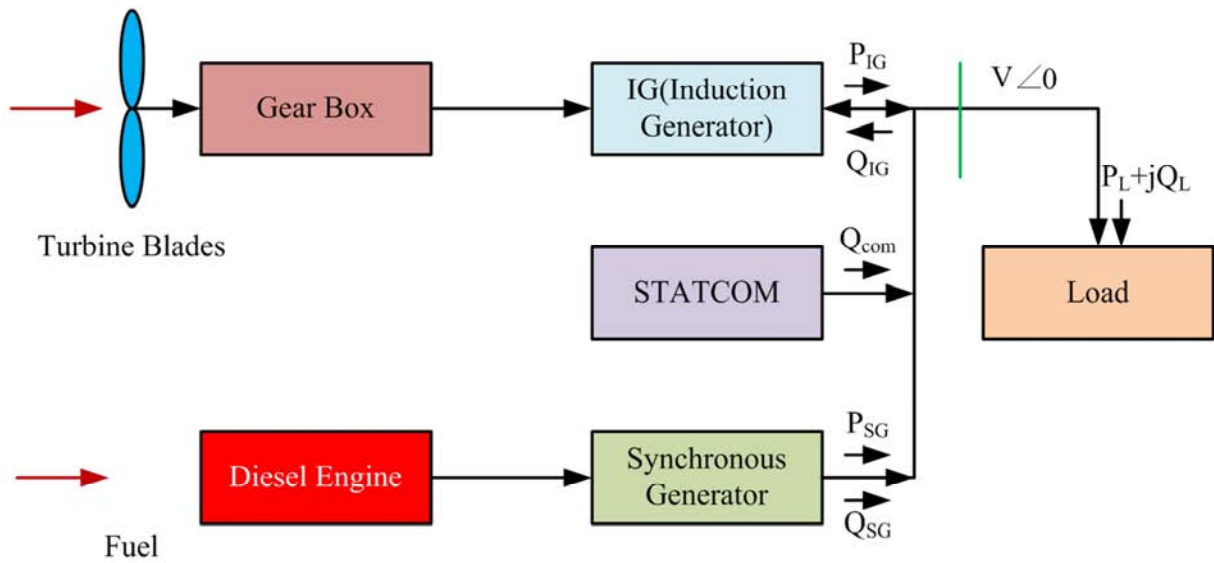 P_IG
V∠0
Gear Box
IG(Induction
Generator)
Q_IG
P_L+jQ_L
Turbine Blades
Q_com
STATCOM
Load
P_SG
Diesel Engine
Synchronous
Generator
Q_SG
Fuel